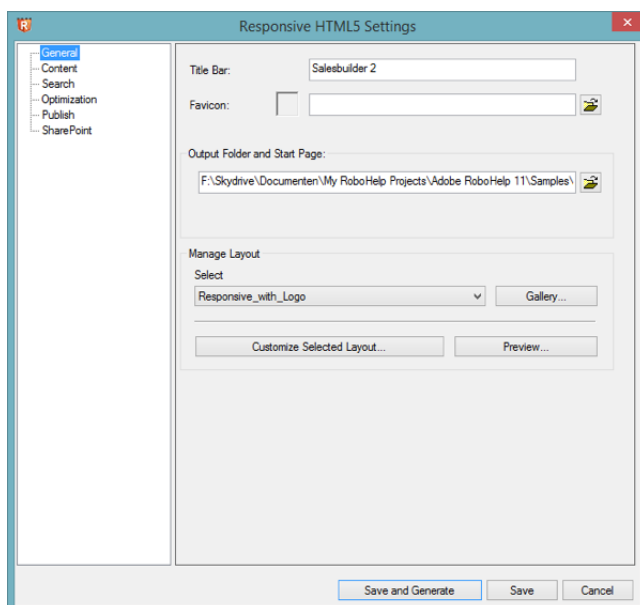 Responsive HTML5 Settings
General
Content
Search
Optimization
Publish
SharePoint
Title Bar:
Salesbuilder 2
Favicon:
Output Folder and Start Page:
F:\Skydrive\Documenten\My RoboHelp Projects\Adobe RoboHelp 11\Samples\
Manage Layout
Select
Responsive_with_Logo
Gallery...
Customize Selected Layout...
Preview...
Save and Generate
Save
Cancel